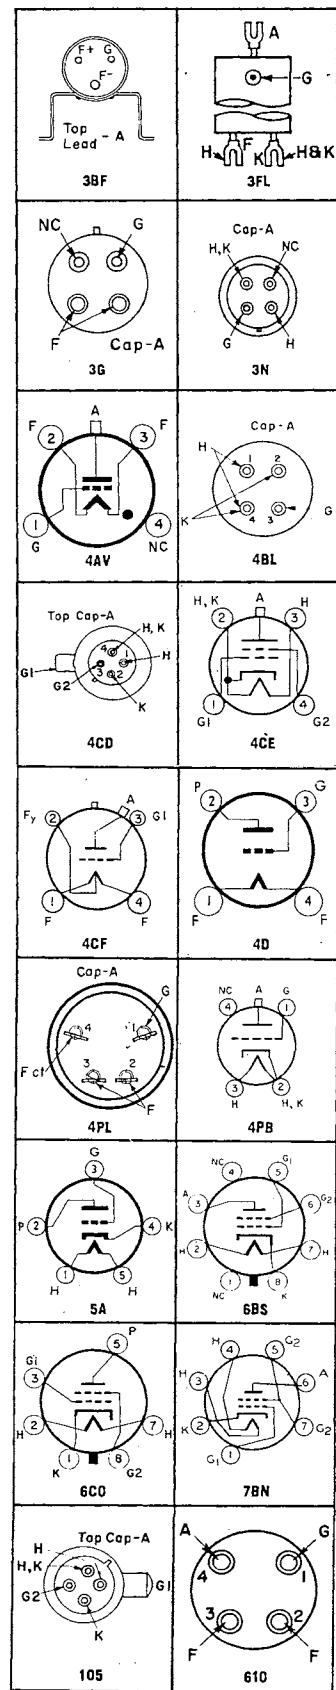 F+ G
F-
Top Lead - A
3BF
A
G
H F K H&K
3FL
NC G
F Cap-A
3G
Cap-A
H,K NC
G H
3N
A
F 2 3 F
1 4
G NC
4AV
Cap-A
H 1 2
K 4 3 G
4BL
Top Cap-A
4 H, K
G1 1 H
G2 3 2
K
4CD
A
H, K H
2 3
1 4
G1 G2
4CE
A
Fy 2 3 G1
1 4
F F
4CF
P G
2 3
1 4
F F
4D
Cap-A
G
4 1
F ct 3 2 F
4PL
NC A G
4 1
3 2
H H, K
4PB
G
3
P 2 4 K
1 5
H H
5A
NC G1
4 5
A 3 6 G2
H 2 7 H
1 8
NC K
6BS
P
5
G1 3
H 2 7 H
1 8
K G2
6CO
H G2
4 5
H 3 6 A
K 2 7 G2
G1 1
7BN
Top Cap-A
H
H, K
G2 G1
K
105
A G
4 1
3 2
F F
610